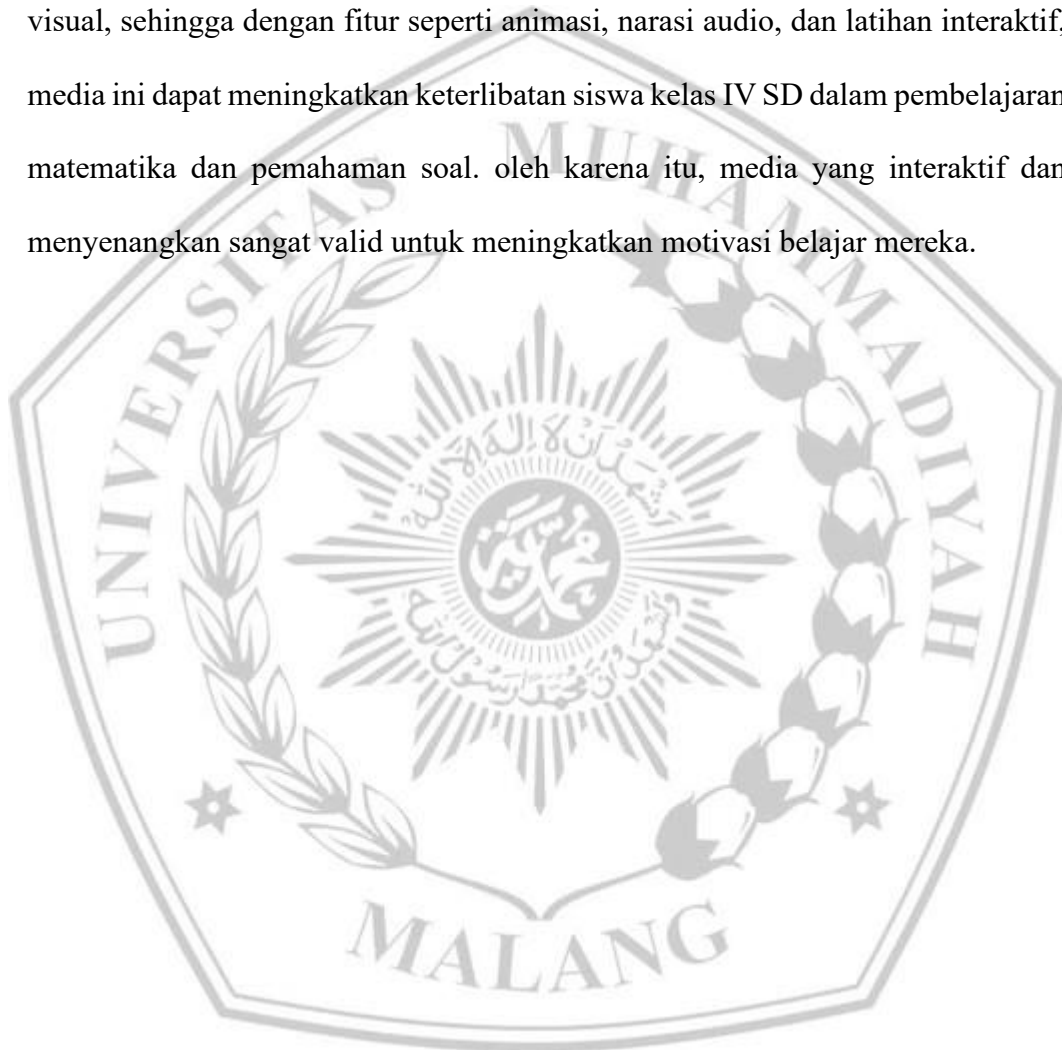 visual, sehingga dengan fitur seperti animasi, narasi audio, dan latihan interaktif,
media ini dapat meningkatkan keterlibatan siswa kelas IV SD dalam pembelajaran
matematika dan pemahaman soal. oleh karena itu, media yang interaktif dan
menyenangkan sangat valid untuk meningkatkan motivasi belajar mereka.
UNIVERSITAS MUHAMMADIYAH
MALANG